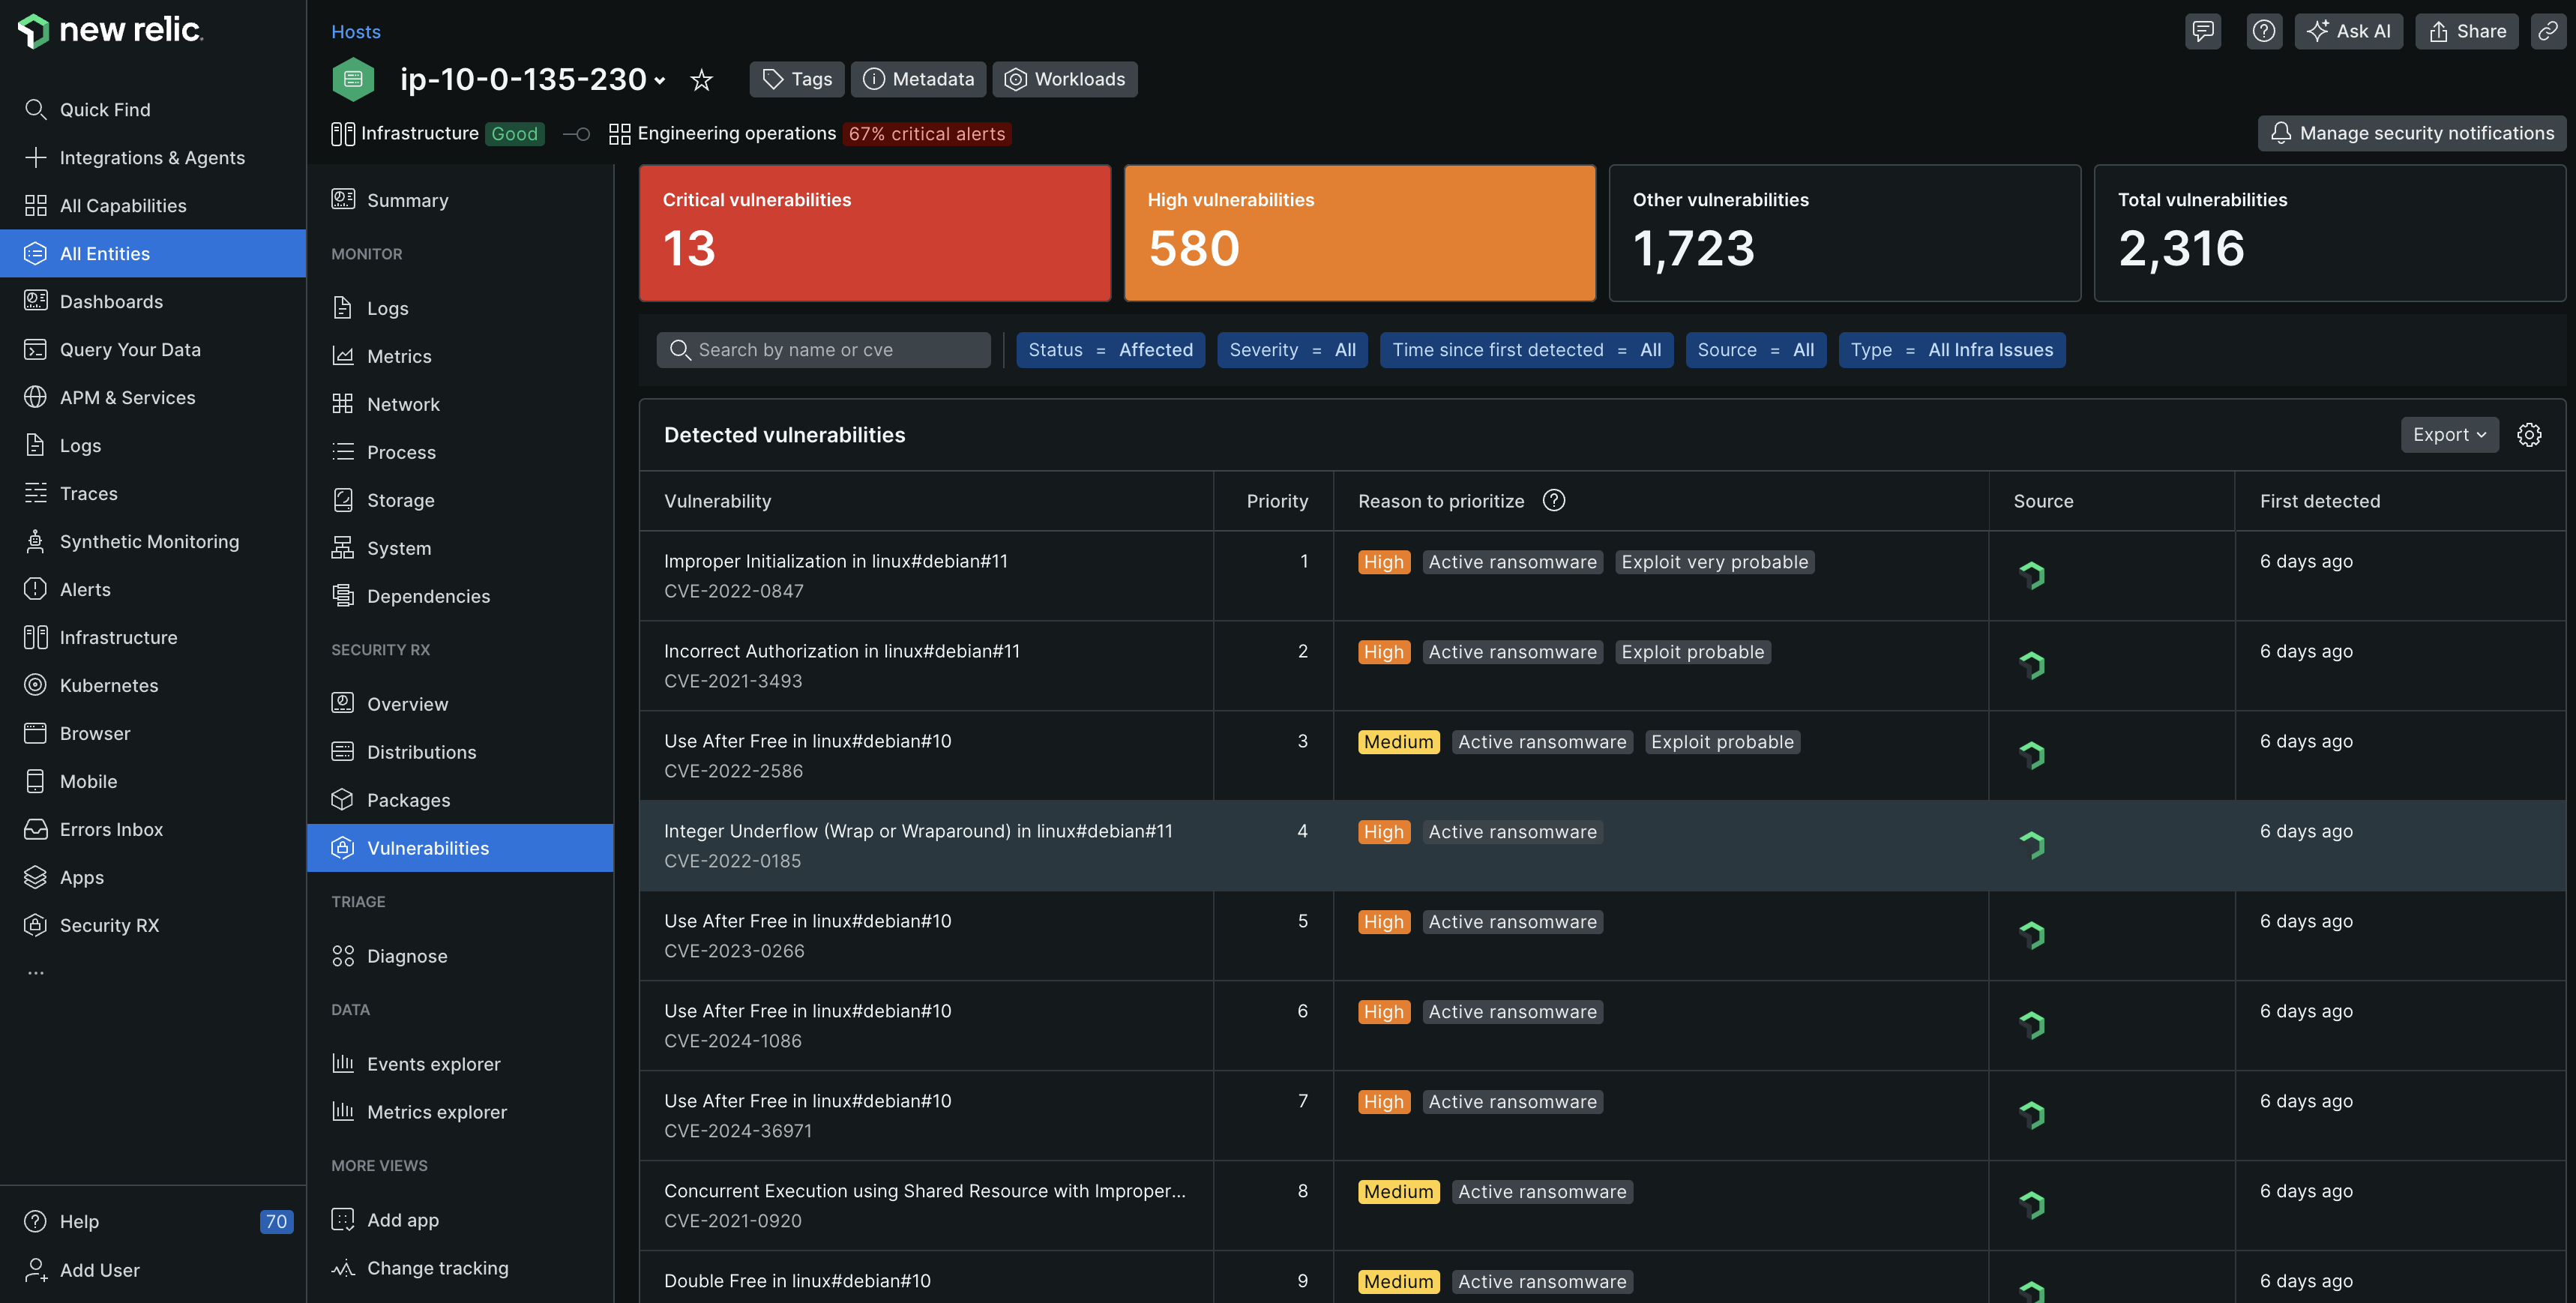 new relic.
Quick Find
Integrations & Agents
All Capabilities
All Entities
Dashboards
Query Your Data
APM & Services
Logs
Traces
Synthetic Monitoring
Alerts
Infrastructure
Kubernetes
Browser
Mobile
Errors Inbox
Apps
Security RX
...
Help 70
Add User
Hosts
Ask AI Share
ip-10-0-135-230 Tags Metadata Workloads
Infrastructure Good Engineering operations 67% critical alerts
Manage security notifications
Summary
MONITOR
Logs
Metrics
Network
Process
Storage
System
Dependencies
SECURITY RX
Overview
Distributions
Packages
Vulnerabilities
TRIAGE
Diagnose
DATA
Events explorer
Metrics explorer
MORE VIEWS
Add app
Change tracking
Critical vulnerabilities
13
High vulnerabilities
580
Other vulnerabilities
1,723
Total vulnerabilities
2,316
Search by name or cve Status = Affected Severity = All Time since first detected = All Source = All Type = All Infra Issues
Detected vulnerabilities Export
Vulnerability Priority Reason to prioritize Source First detected
Improper Initialization in linux#debian#11 1 High Active ransomware Exploit very probable 6 days ago
CVE-2022-0847
Incorrect Authorization in linux#debian#11 2 High Active ransomware Exploit probable 6 days ago
CVE-2021-3493
Use After Free in linux#debian#10 3 Medium Active ransomware Exploit probable 6 days ago
CVE-2022-2586
Integer Underflow (Wrap or Wraparound) in linux#debian#11 4 High Active ransomware 6 days ago
CVE-2022-0185
Use After Free in linux#debian#10 5 High Active ransomware 6 days ago
CVE-2023-0266
Use After Free in linux#debian#10 6 High Active ransomware 6 days ago
CVE-2024-1086
Use After Free in linux#debian#10 7 High Active ransomware 6 days ago
CVE-2024-36971
Concurrent Execution using Shared Resource with Improper... 8 Medium Active ransomware 6 days ago
CVE-2021-0920
Double Free in linux#debian#10 9 Medium Active ransomware 6 days ago